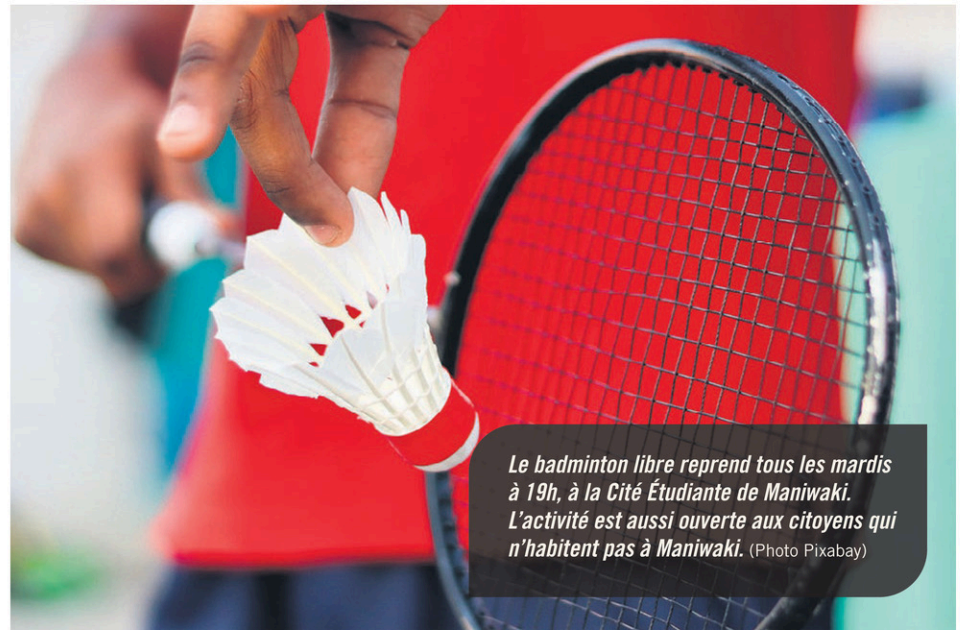 Le badminton libre reprend tous les mardis
à 19h, à la Cité Étudiante de Maniwaki.
L'activité est aussi ouverte aux citoyens qui
n'habitent pas à Maniwaki. (Photo Pixabay)